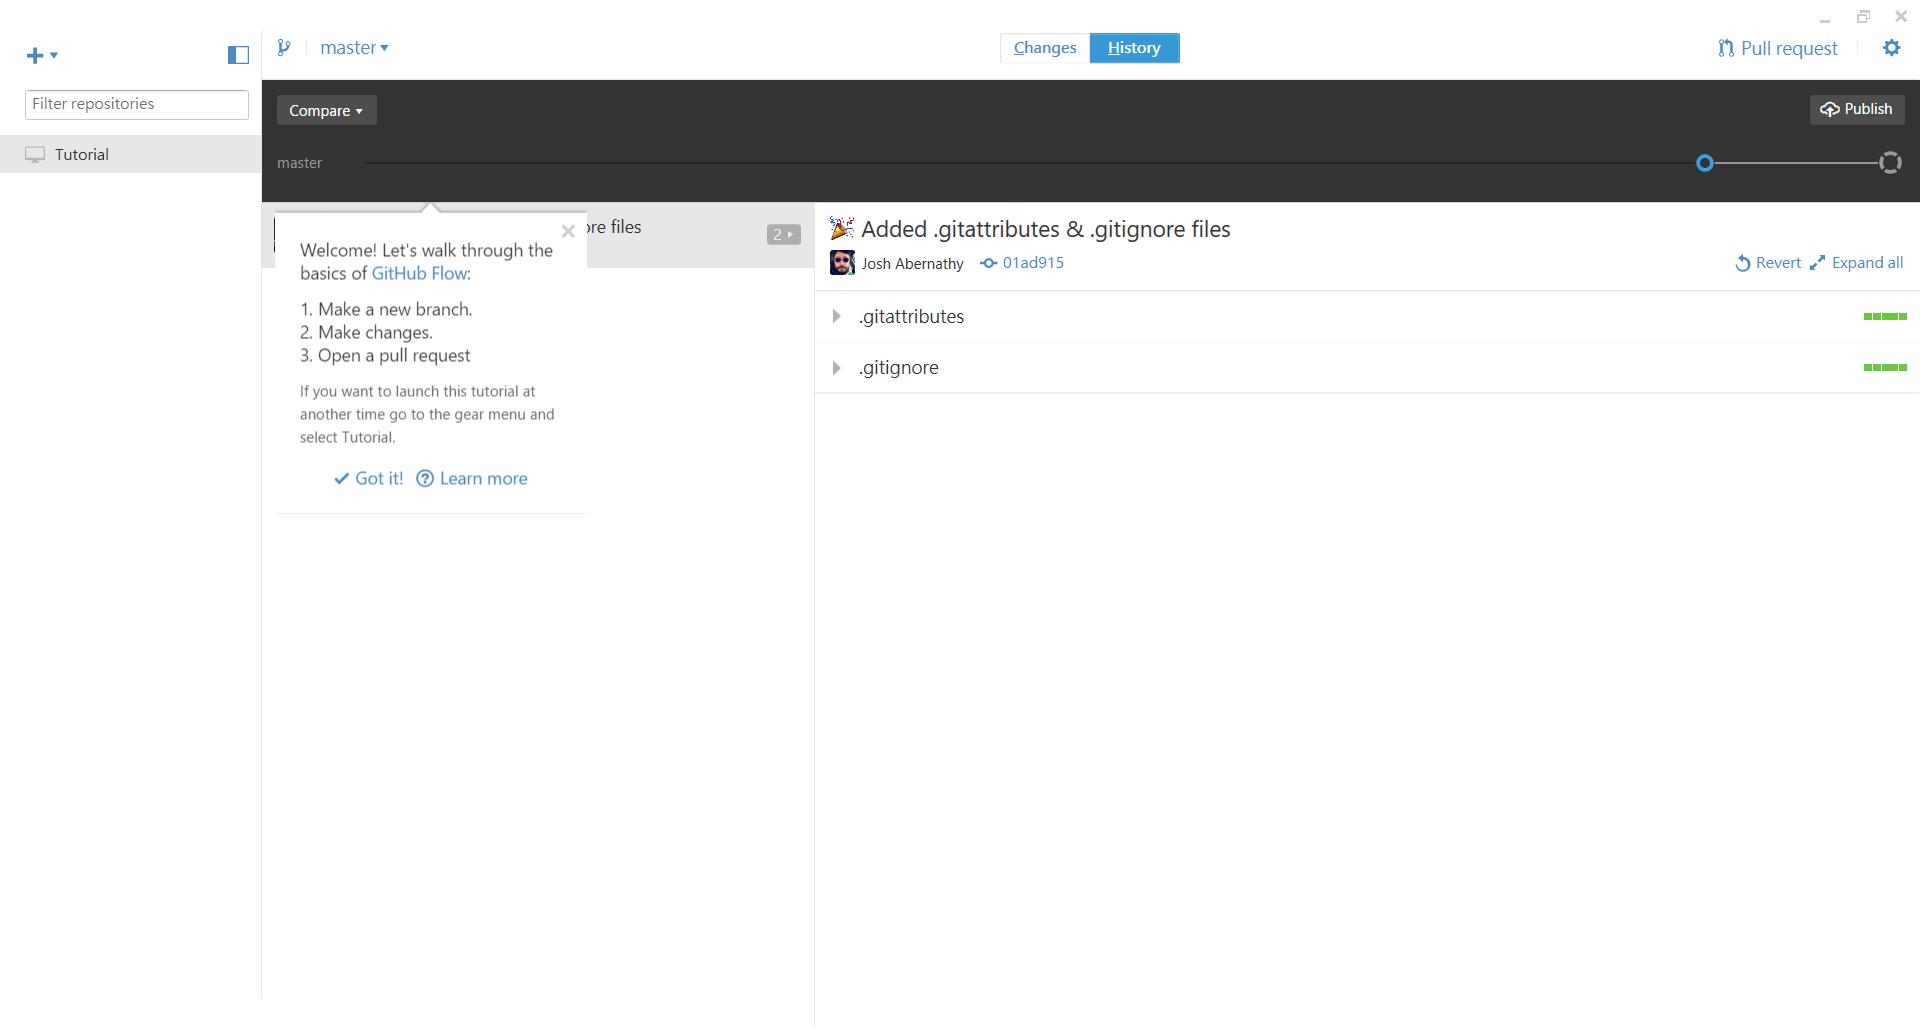 master
Changes
History
Pull request
Filter repositories
Tutorial
Compare
Publish
master
re files
2
Welcome! Let's walk through the
basics of GitHub Flow:
1. Make a new branch.
2. Make changes.
3. Open a pull request
If you want to launch this tutorial at
another time go to the gear menu and
select Tutorial.
Got it!
Learn more
Added .gitattributes & .gitignore files
Josh Abernathy
01ad915
Revert
Expand all
.gitattributes
.gitignore